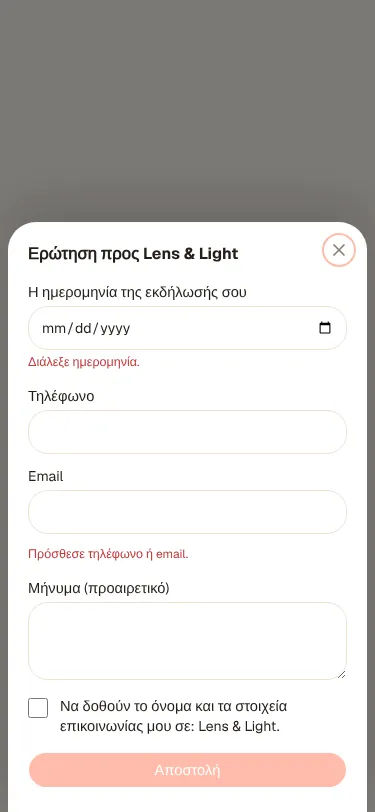 Ερώτηση προς Lens & Light
Η ημερομηνία της εκδήλωσής σου
mm/dd/yyyy
Διάλεξε ημερομηνία.
Τηλέφωνο
Email
Πρόσθεσε τηλέφωνο ή email.
Μήνυμα (προαιρετικό)
Να δοθούν το όνομα και τα στοιχεία
επικοινωνίας μου σε: Lens & Light.
Αποστολή